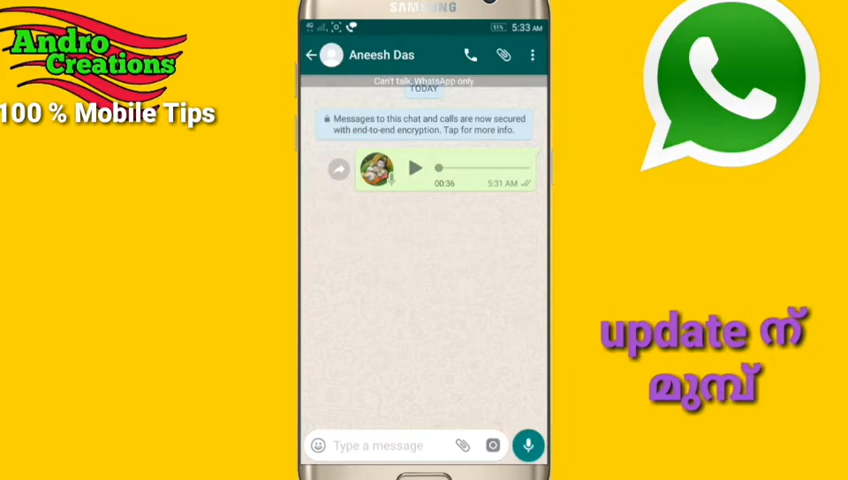 Andro
Creations
100 % Mobile Tips
SAMSUNG
91% 5:33 AM
Aneesh Das
Can't talk, WhatsApp only
TODAY
Messages to this chat and calls are now secured
with end-to-end encryption. Tap for more info.
00:36 5:31 AM
Type a message
update ന്
മുമ്പ്